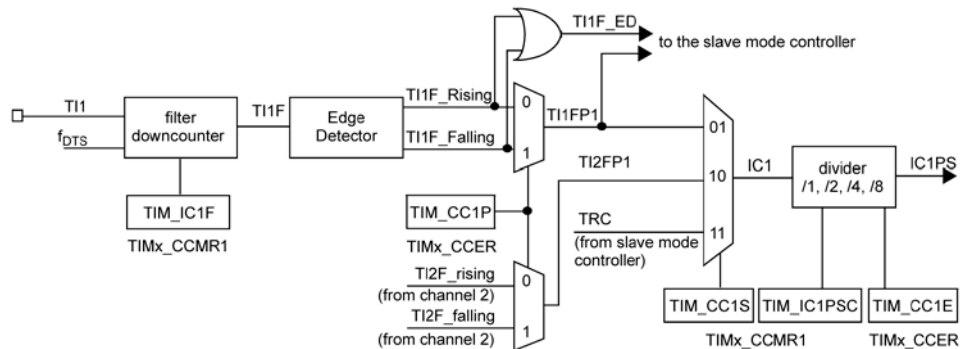 TI1F_ED
to the slave mode controller
TI1
f_DTS
filter
downcounter
TI1F
Edge
Detector
TI1F_Rising
TI1F_Falling
0
1
TI1FP1
TI2FP1
TRC
(from slave mode
controller)
01
10
11
IC1
divider
/1, /2, /4, /8
IC1PS
TIM_IC1F
TIMx_CCMR1
TIM_CC1P
TIMx_CCER
TI2F_rising
(from channel 2)
TI2F_falling
(from channel 2)
0
1
TIM_CC1S
TIM_IC1PSC
TIM_CC1E
TIMx_CCMR1
TIMx_CCER